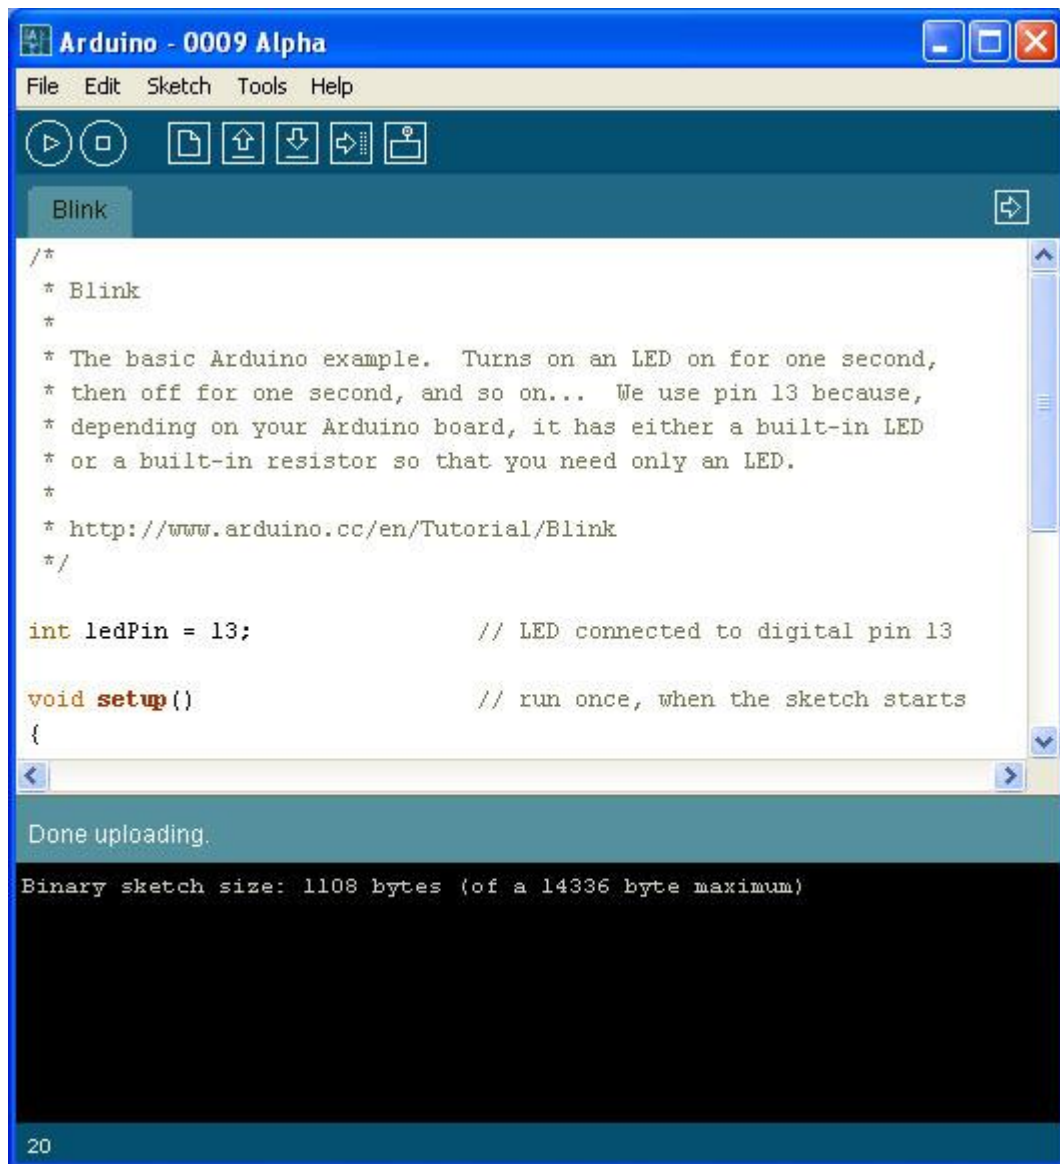 Arduino - 0009 Alpha
File Edit Sketch Tools Help
Blink
/*
 * Blink
 *
 * The basic Arduino example.  Turns on an LED on for one second,
 * then off for one second, and so on...  We use pin 13 because,
 * depending on your Arduino board, it has either a built-in LED
 * or a built-in resistor so that you need only an LED.
 *
 * http://www.arduino.cc/en/Tutorial/Blink
 */
int ledPin = 13;                // LED connected to digital pin 13
void setup()                    // run once, when the sketch starts
{
Done uploading.
Binary sketch size: 1108 bytes (of a 14336 byte maximum)
20